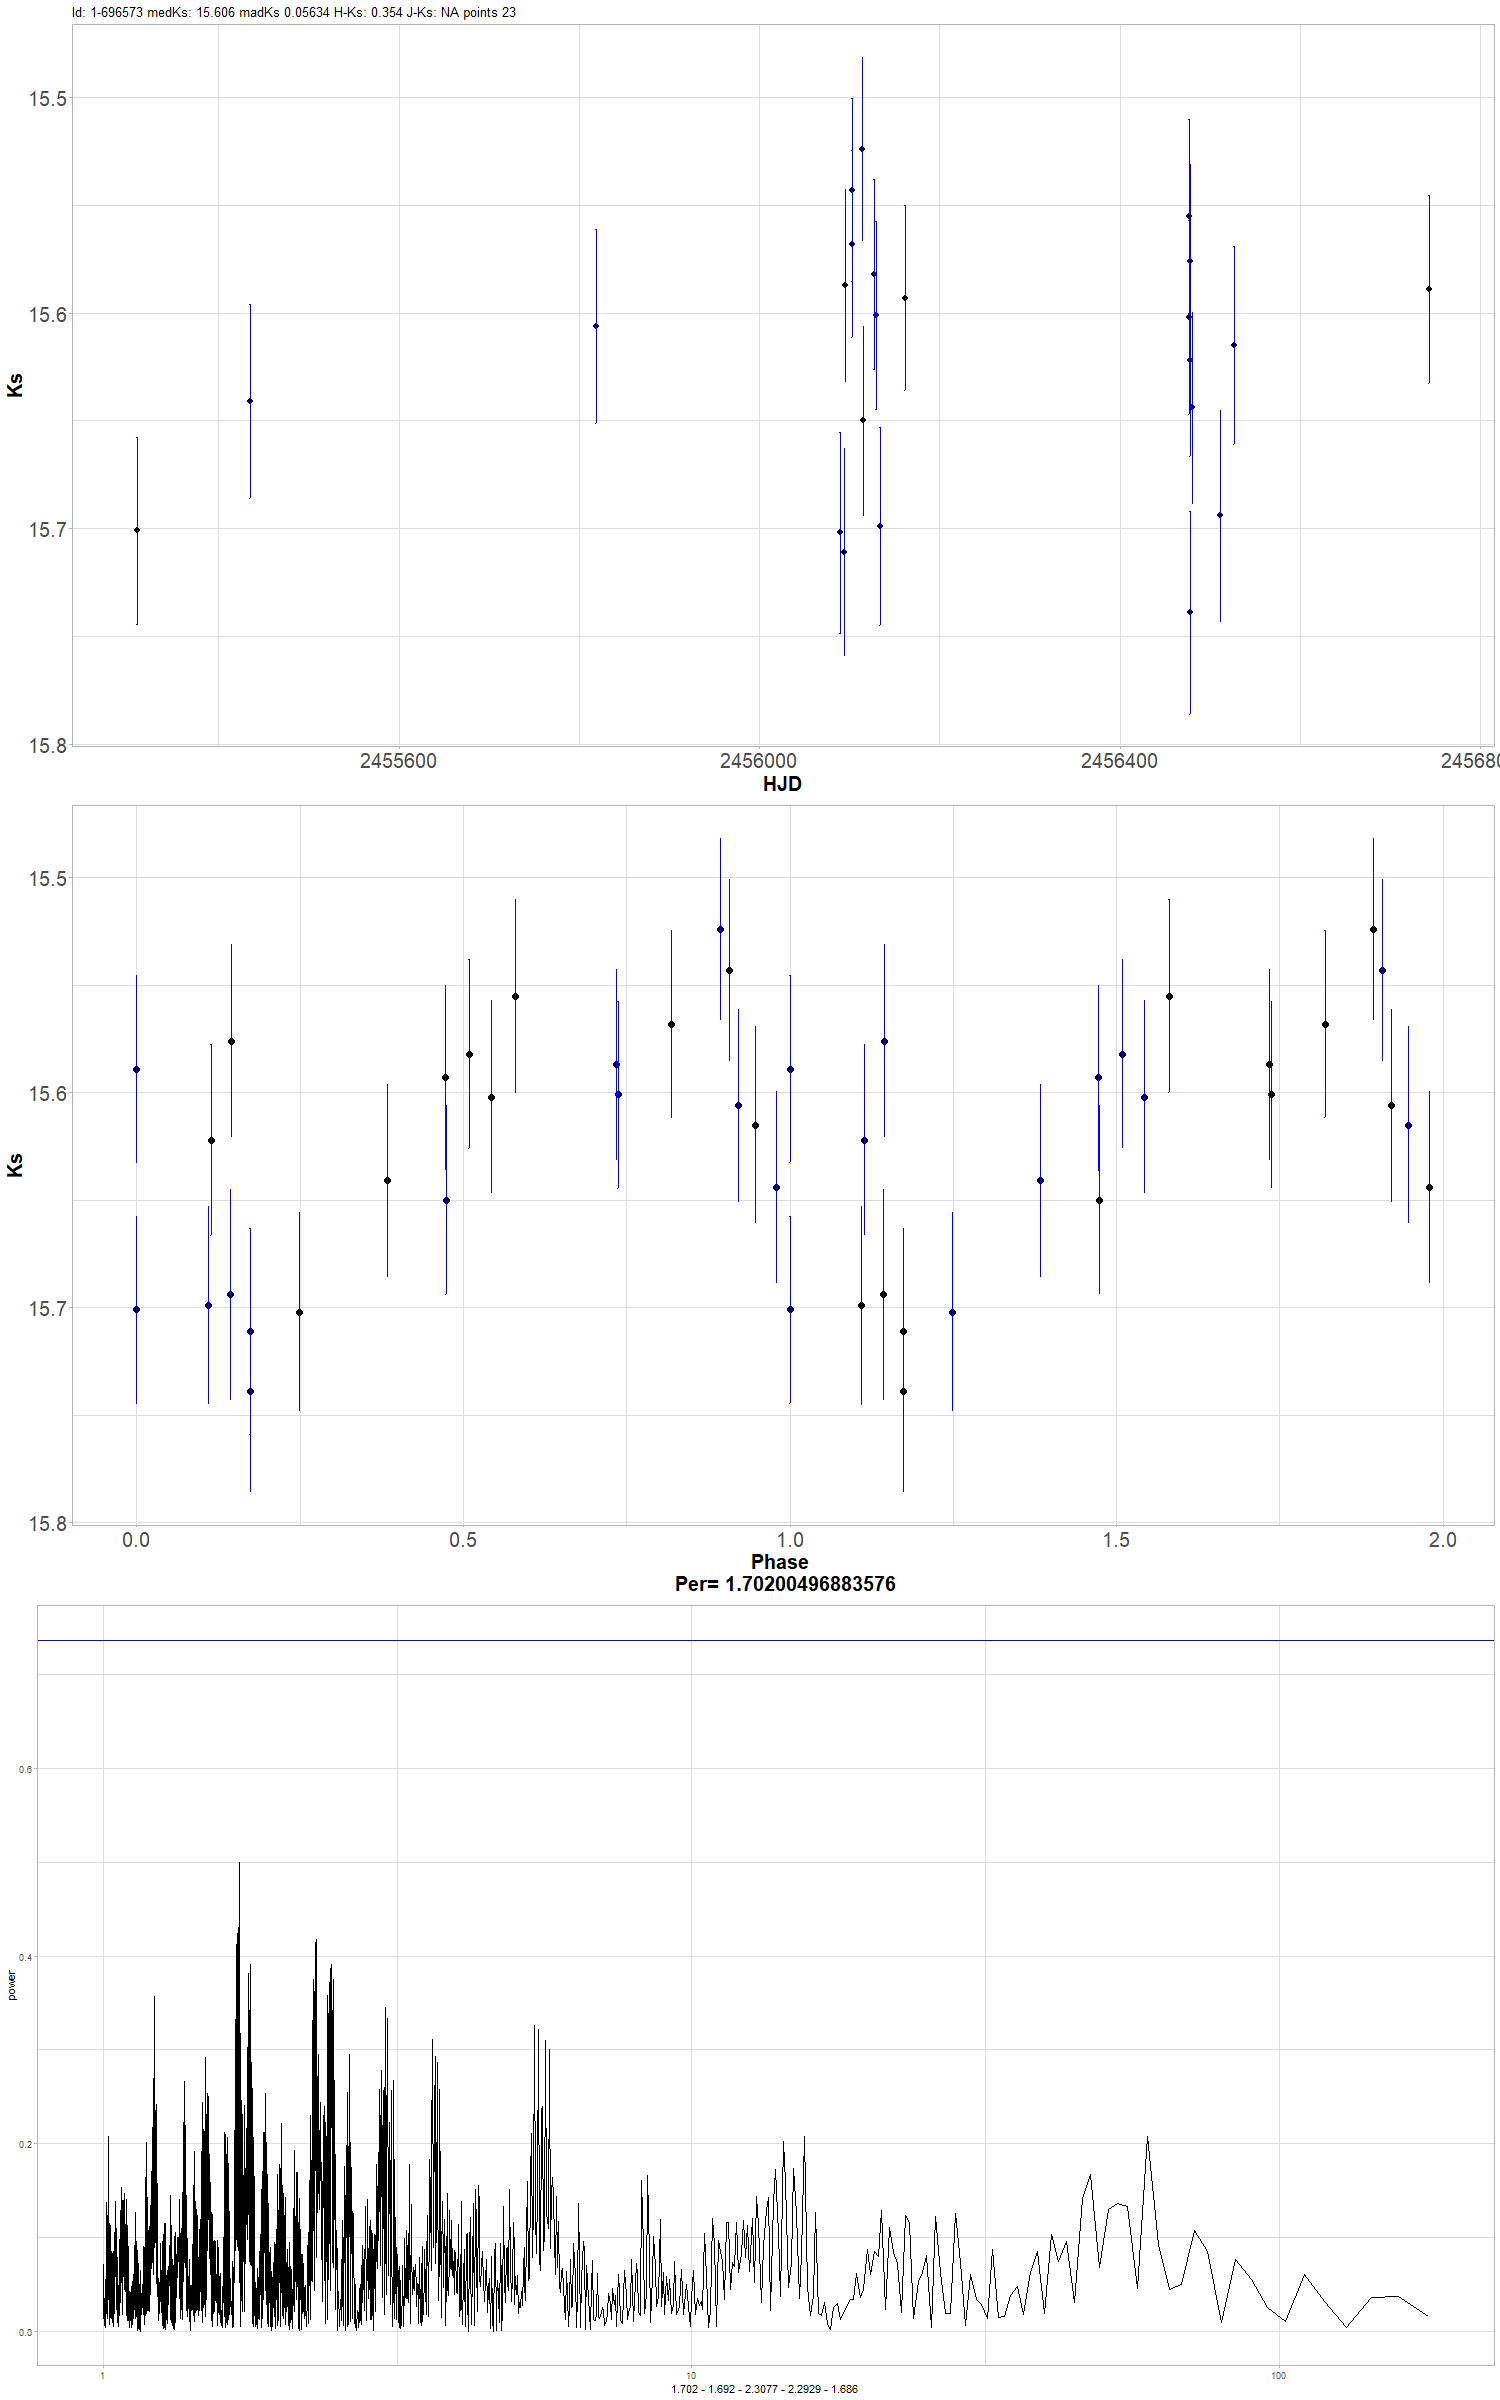 Id: 1-696573 medKs: 15.606 madKs 0.05634 H-Ks: 0.354 J-Ks: NA points 23
15.5
15.6
15.7
15.8
Ks
2455600 2456000 2456400 245680
HJD
15.5
15.6
15.7
15.8
Ks
0.0 0.5 1.0 1.5 2.0
Phase
Per= 1.70200496883576
0.6
0.4
0.2
0.0
power
1 10 100
1.702 - 1.692 - 2.3077 - 2.2929 - 1.686